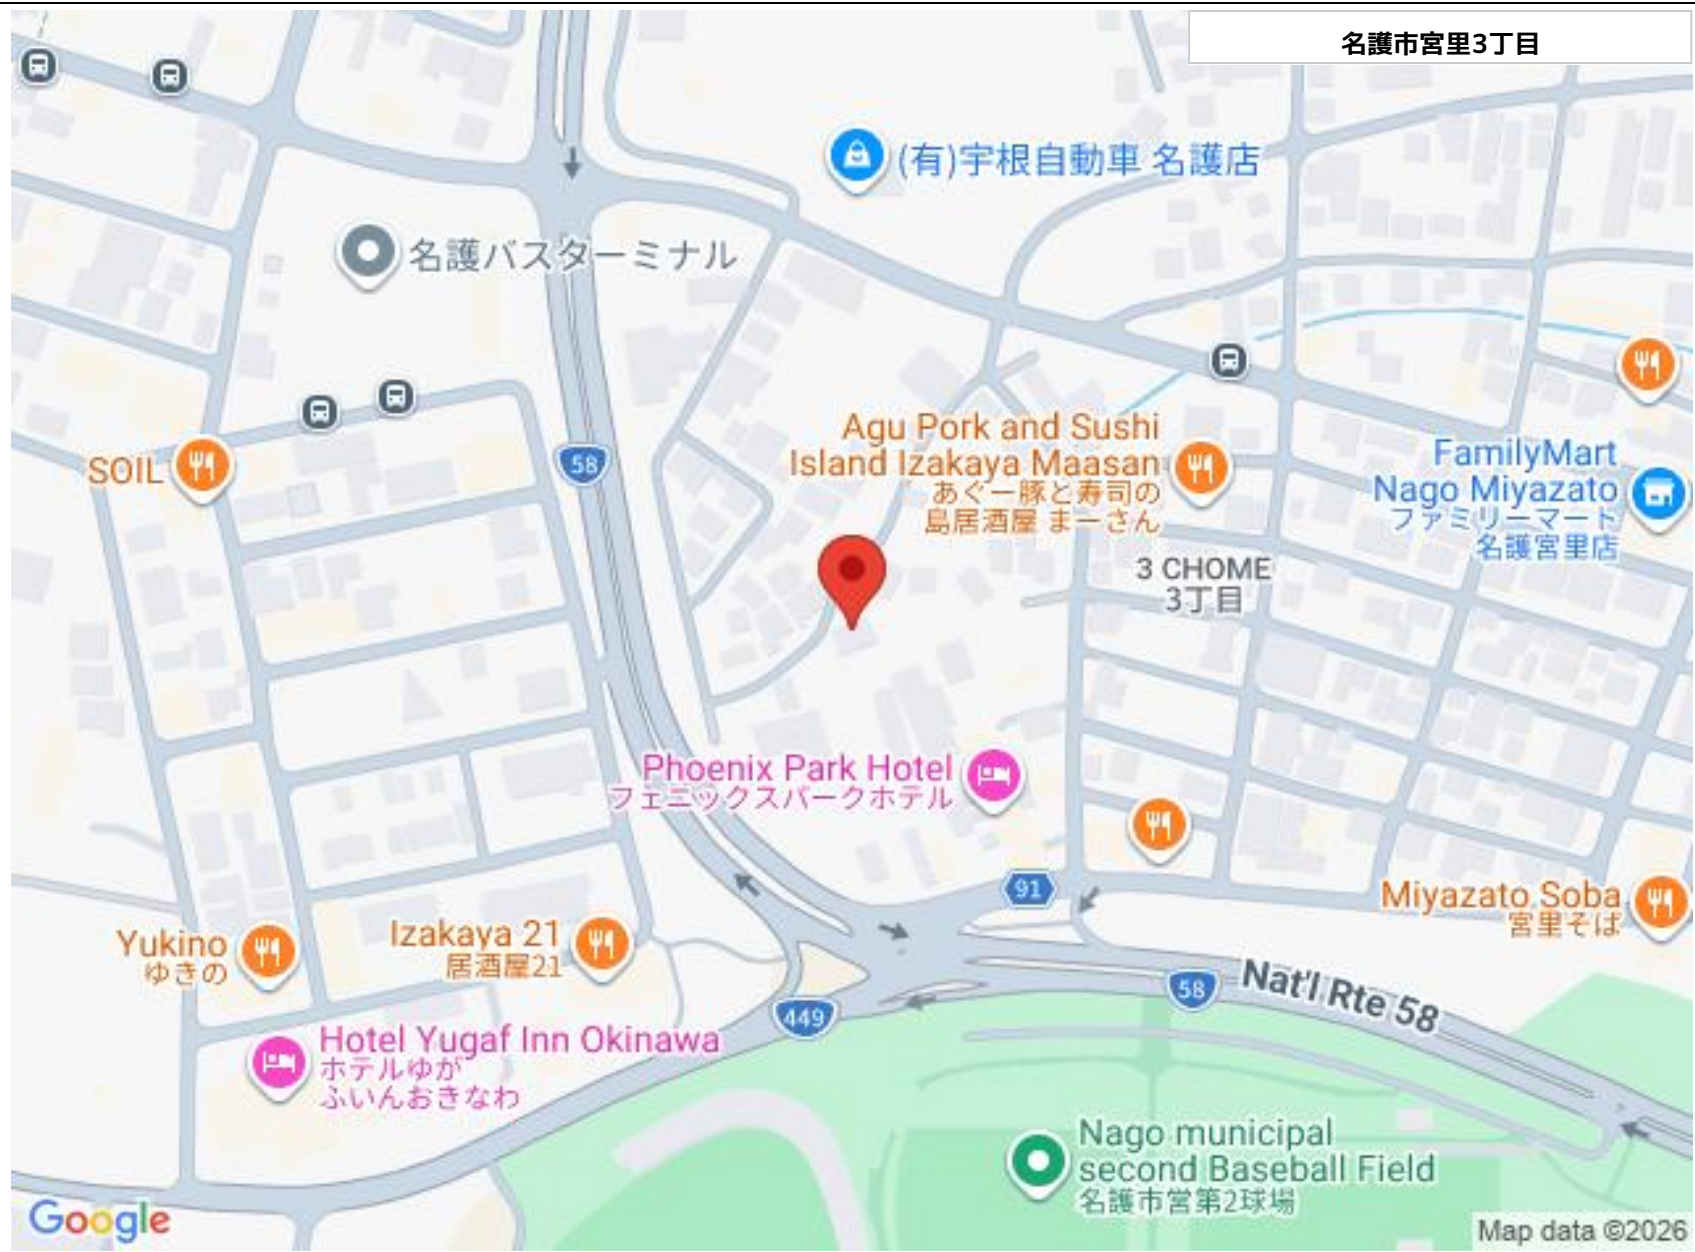 名護市宮里3丁目
(有)宇根自動車 名護店
名護バスターミナル
58
SOIL
Agu Pork and Sushi
Island Izakaya Maasan
あぐー豚と寿司の
島居酒屋 まーさん
FamilyMart
Nago Miyazato
ファミリーマート
名護宮里店
3 CHOME
3丁目
Phoenix Park Hotel
フェニックスパークホテル
91
Miyazato Soba
宮里そば
Yukino
ゆきの
Izakaya 21
居酒屋21
58
Nat'l Rte 58
449
Hotel Yugaf Inn Okinawa
ホテルゆが
ふいんおきなわ
Nago municipal
second Baseball Field
名護市営第2球場
Google
Map data ©2026